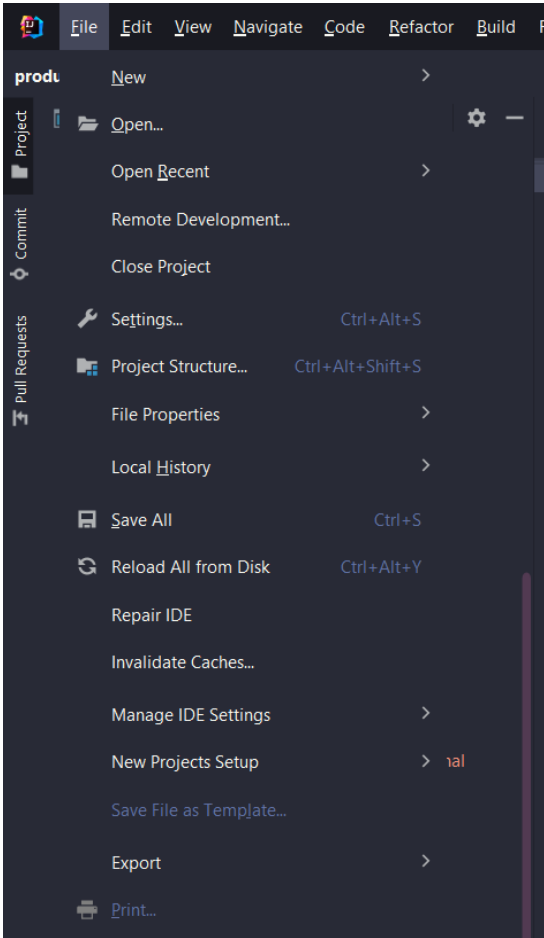 File Edit View Navigate Code Refactor Build
produ
New
Open...
Open Recent
Remote Development...
Close Project
Settings... Ctrl+Alt+S
Project Structure... Ctrl+Alt+Shift+S
File Properties
Local History
Save All Ctrl+S
Reload All from Disk Ctrl+Alt+Y
Repair IDE
Invalidate Caches...
Manage IDE Settings
New Projects Setup
Save File as Template...
Export
Print...
Project
Commit
Pull Requests